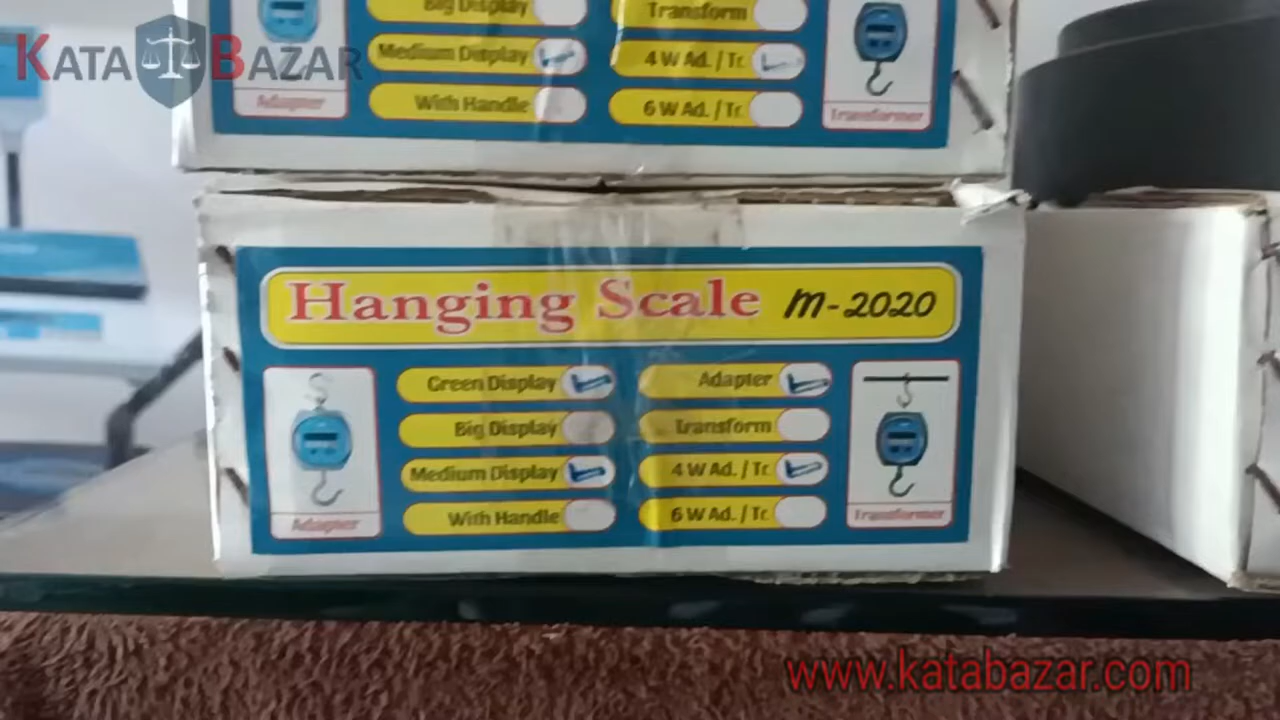 KATA BAZAR
Big Display
Transform
Medium Display
4 W Ad. / Tr.
With Handle
6 W Ad. / Tr.
Adapter
Transformer
Hanging Scale M-2020
Green Display
Adapter
Big Display
Transform
Medium Display
4 W Ad. / Tr.
With Handle
6 W Ad. / Tr.
Adapter
Transformer
www.katabazar.com